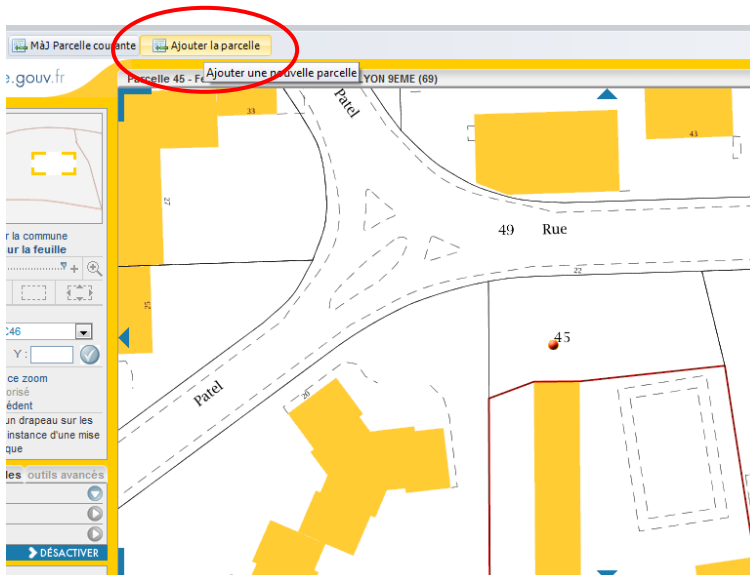 MàJ Parcelle courante
Ajouter la parcelle
Ajouter une nouvelle parcelle
e.gouv.fr
Parcelle 45 - Fe
YON 9EME (69)
33
Patel
43
27
49 Rue
22
25
45
Patel
20
r la commune
ur la feuille
C46
Y :
ce zoom
orisé
édent
un drapeau sur les
instance d'une mise
que
les outils avancés
DÉSACTIVER